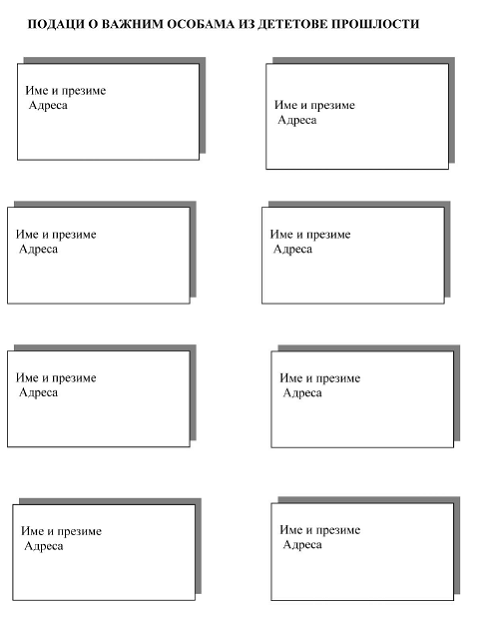 ПОДАЦИ О ВАЖНИМ ОСОБАМА ИЗ ДЕТЕТОВЕ ПРОШЛОСТИ
Име и презиме
Адреса
Име и презиме
Адреса
Име и презиме
Адреса
Име и презиме
Адреса
Име и презиме
Адреса
Име и презиме
Адреса
Име и презиме
Адреса
Име и презиме
Адреса